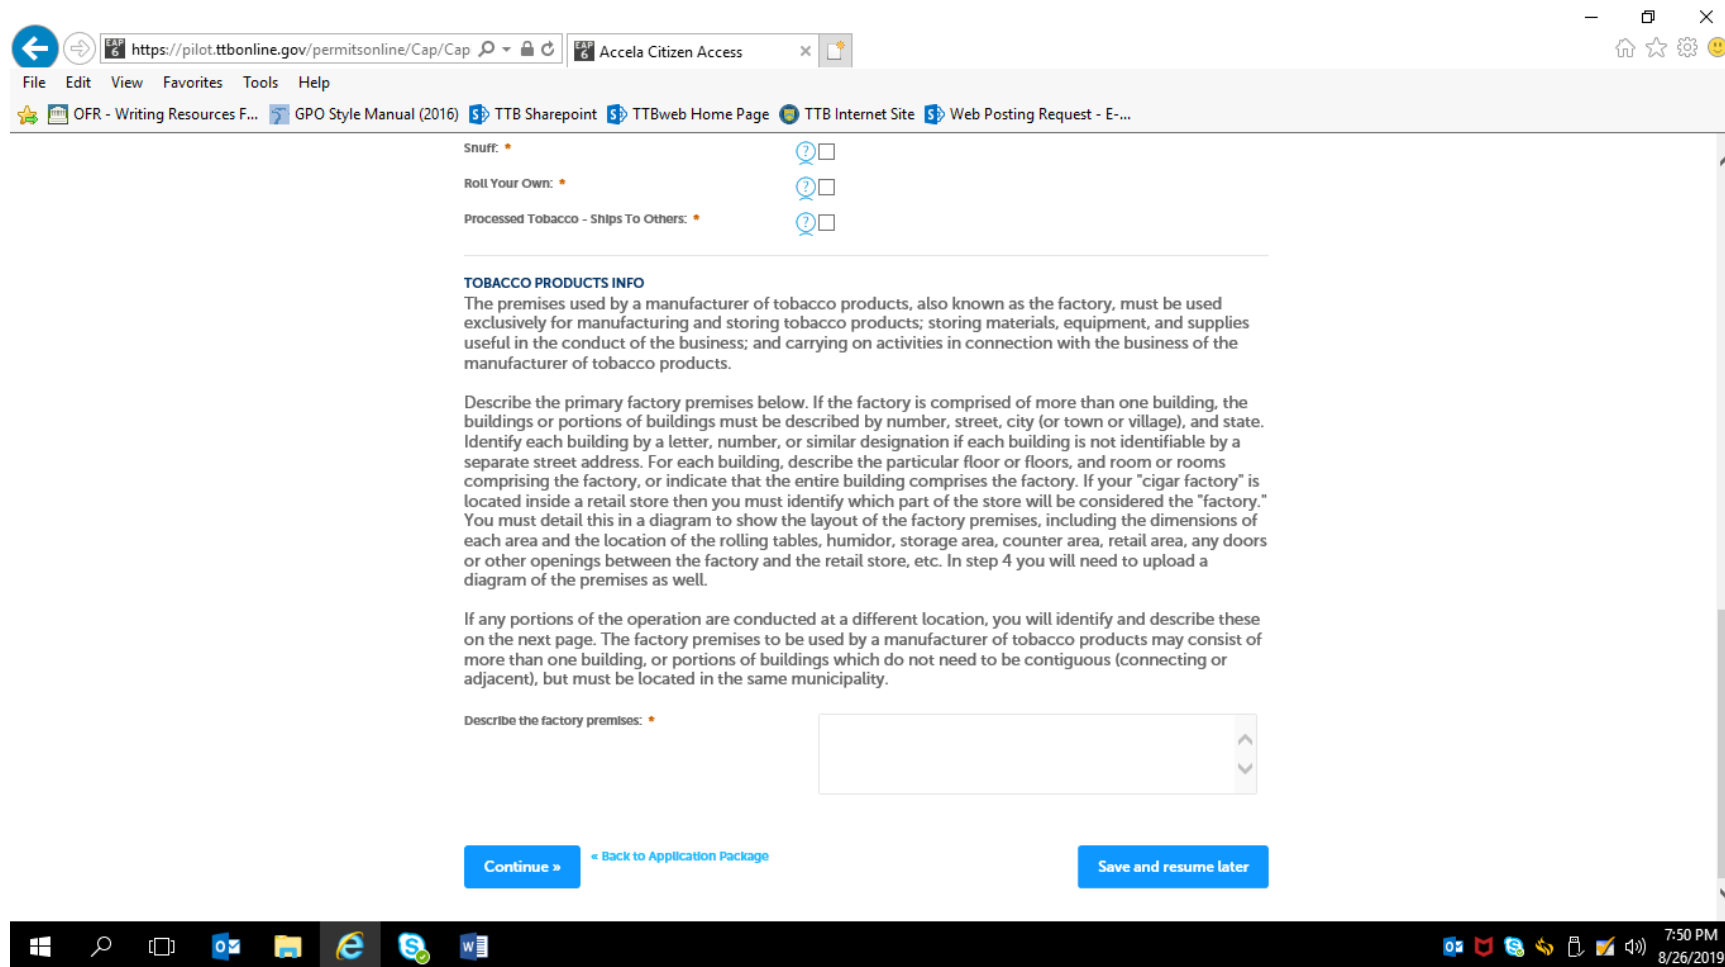 https://pilot.ttbonline.gov/permitsonline/Cap/Cap
EAP 6
Accela Citizen Access
File Edit View Favorites Tools Help
OFR - Writing Resources F... GPO Style Manual (2016) TTB Sharepoint TTBweb Home Page TTB Internet Site Web Posting Request - E-...
Snuff: *
Roll Your Own: *
Processed Tobacco - Ships To Others: *
TOBACCO PRODUCTS INFO
The premises used by a manufacturer of tobacco products, also known as the factory, must be used
exclusively for manufacturing and storing tobacco products; storing materials, equipment, and supplies
useful in the conduct of the business; and carrying on activities in connection with the business of the
manufacturer of tobacco products.
Describe the primary factory premises below. If the factory is comprised of more than one building, the
buildings or portions of buildings must be described by number, street, city (or town or village), and state.
Identify each building by a letter, number, or similar designation if each building is not identifiable by a
separate street address. For each building, describe the particular floor or floors, and room or rooms
comprising the factory, or indicate that the entire building comprises the factory. If your "cigar factory" is
located inside a retail store then you must identify which part of the store will be considered the "factory."
You must detail this in a diagram to show the layout of the factory premises, including the dimensions of
each area and the location of the rolling tables, humidor, storage area, counter area, retail area, any doors
or other openings between the factory and the retail store, etc. In step 4 you will need to upload a
diagram of the premises as well.
If any portions of the operation are conducted at a different location, you will identify and describe these
on the next page. The factory premises to be used by a manufacturer of tobacco products may consist of
more than one building, or portions of buildings which do not need to be contiguous (connecting or
adjacent), but must be located in the same municipality.
Describe the factory premises: *
Continue »
« Back to Application Package
Save and resume later
7:50 PM
8/26/2019